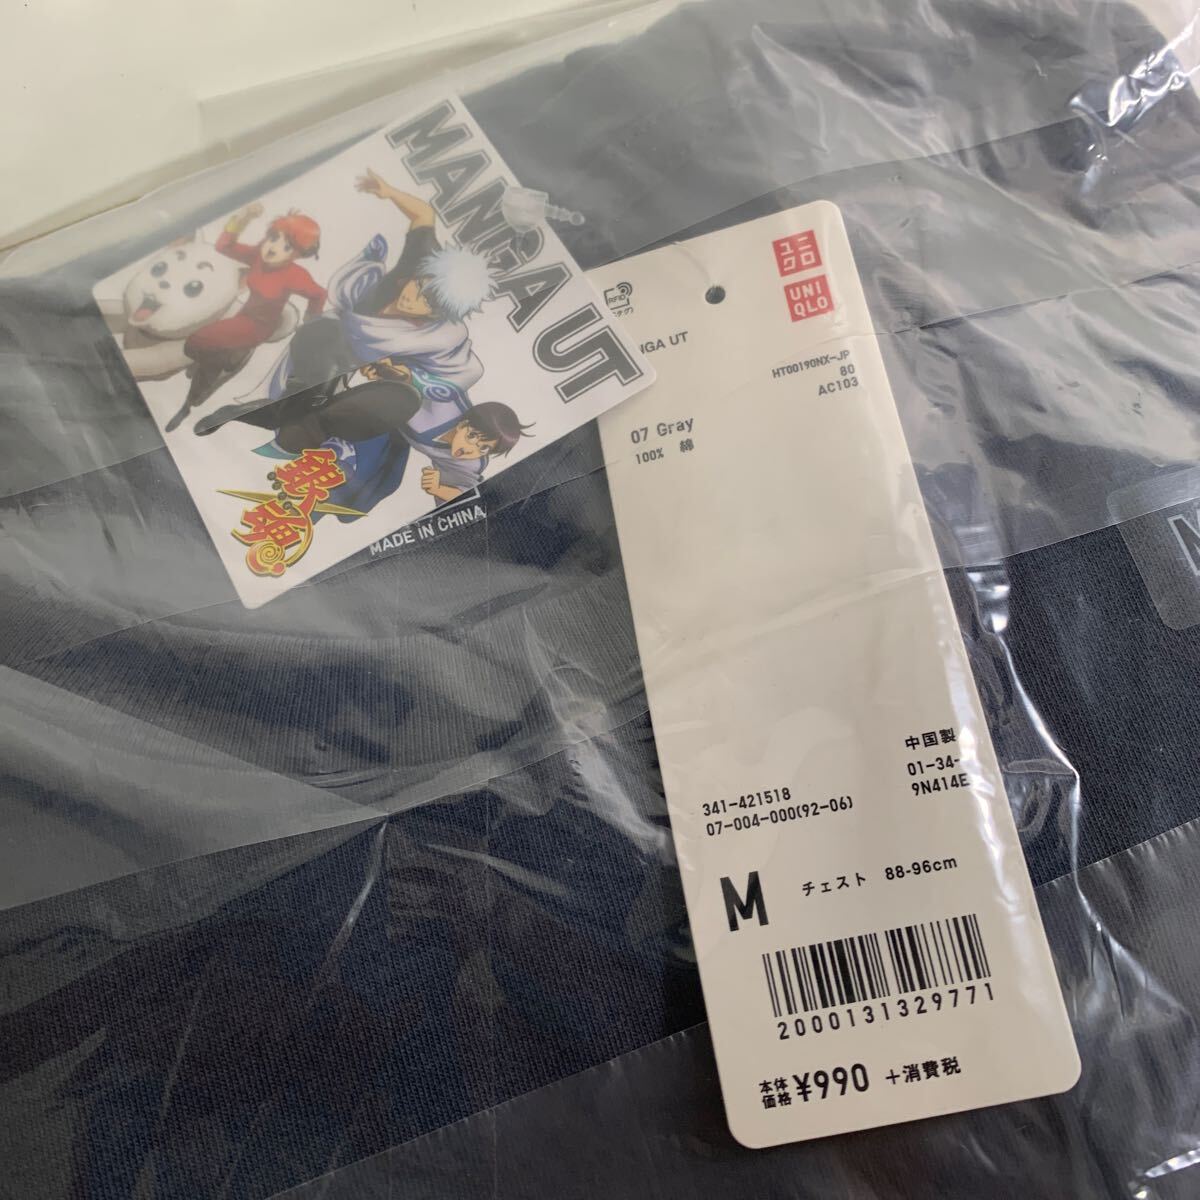 MANGA UT
銀魂
MADE IN CHINA
ユニクロ
UNIQLO
RFID
NGA UT
HT00190NX-JP
80
AC103
07 Gray
100% 綿
中国製
341-421518
01-34-
07-004-000(92-06)
9N414E
M チェスト 88-96cm
2000131329771
本体価格 ¥990 +消費税